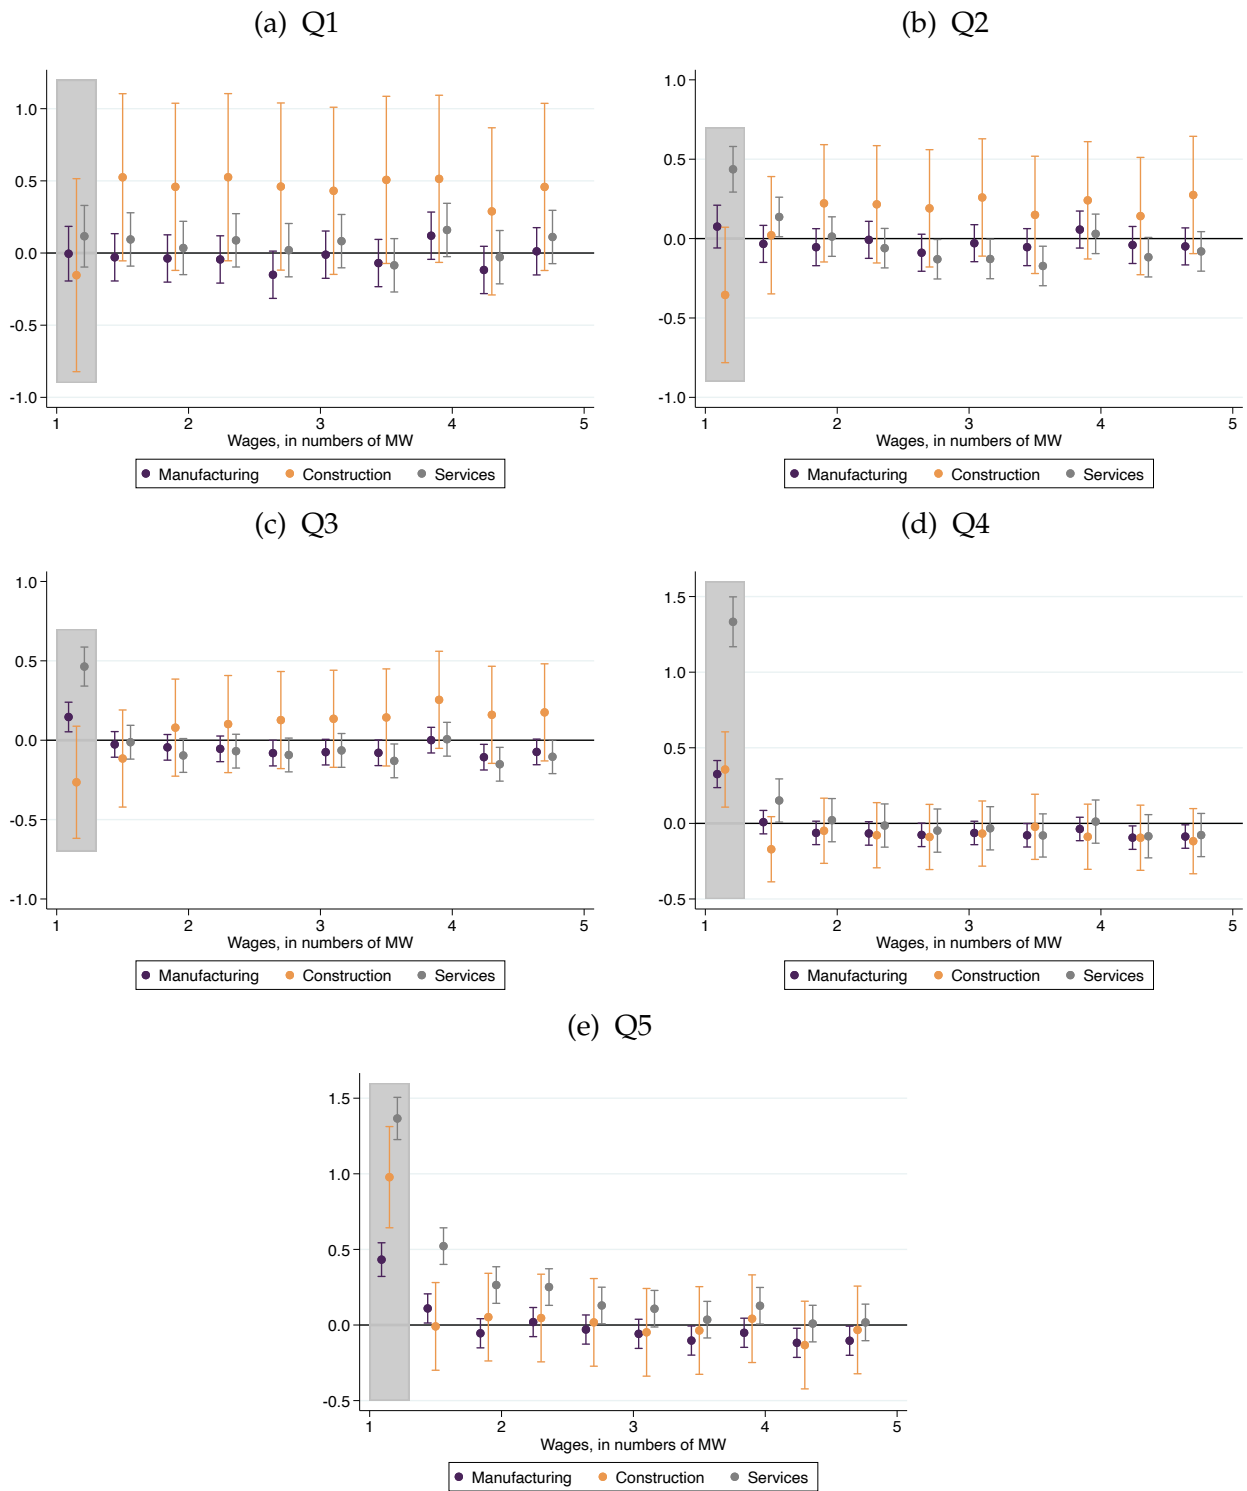 (a) Q1
1.0
0.5
0.0
-0.5
-1.0
1 2 3 4 5
Wages, in numbers of MW
Manufacturing Construction Services
(b) Q2
1.0
0.5
0.0
-0.5
-1.0
1 2 3 4 5
Wages, in numbers of MW
Manufacturing Construction Services
(c) Q3
1.0
0.5
0.0
-0.5
-1.0
1 2 3 4 5
Wages, in numbers of MW
Manufacturing Construction Services
(d) Q4
1.5
1.0
0.5
0.0
-0.5
1 2 3 4 5
Wages, in numbers of MW
Manufacturing Construction Services
(e) Q5
1.5
1.0
0.5
0.0
-0.5
1 2 3 4 5
Wages, in numbers of MW
Manufacturing Construction Services